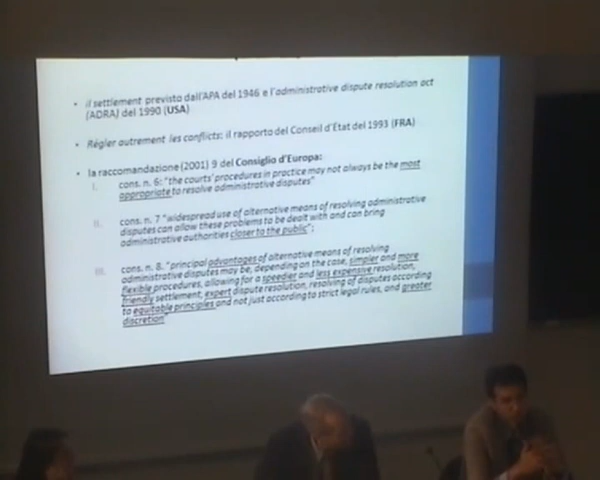 • il settlement previsto dall'APA del 1946 e l'administrative dispute resolution act
(ADRA) del 1990 (USA)
• Régler autrement les conflicts: il rapporto del Conseil d'Etat del 1993 (FRA)
• la raccomandazione (2001) 9 del Consiglio d'Europa:
I. cons. n. 6: "the courts' procedures in practice may not always be the most
appropriate to resolve administrative disputes"
II. cons. n. 7 "widespread use of alternative means of resolving administrative
disputes can allow these problems to be dealt with and can bring
administrative authorities closer to the public";
III. cons. n. 8. "principal advantages of alternative means of resolving
administrative disputes may be, depending on the case, simpler and more
flexible procedures, allowing for a speedier and less expensive resolution,
friendly settlement, expert dispute resolution, resolving of disputes according
to equitable principles and not just according to strict legal rules, and greater
discretion"